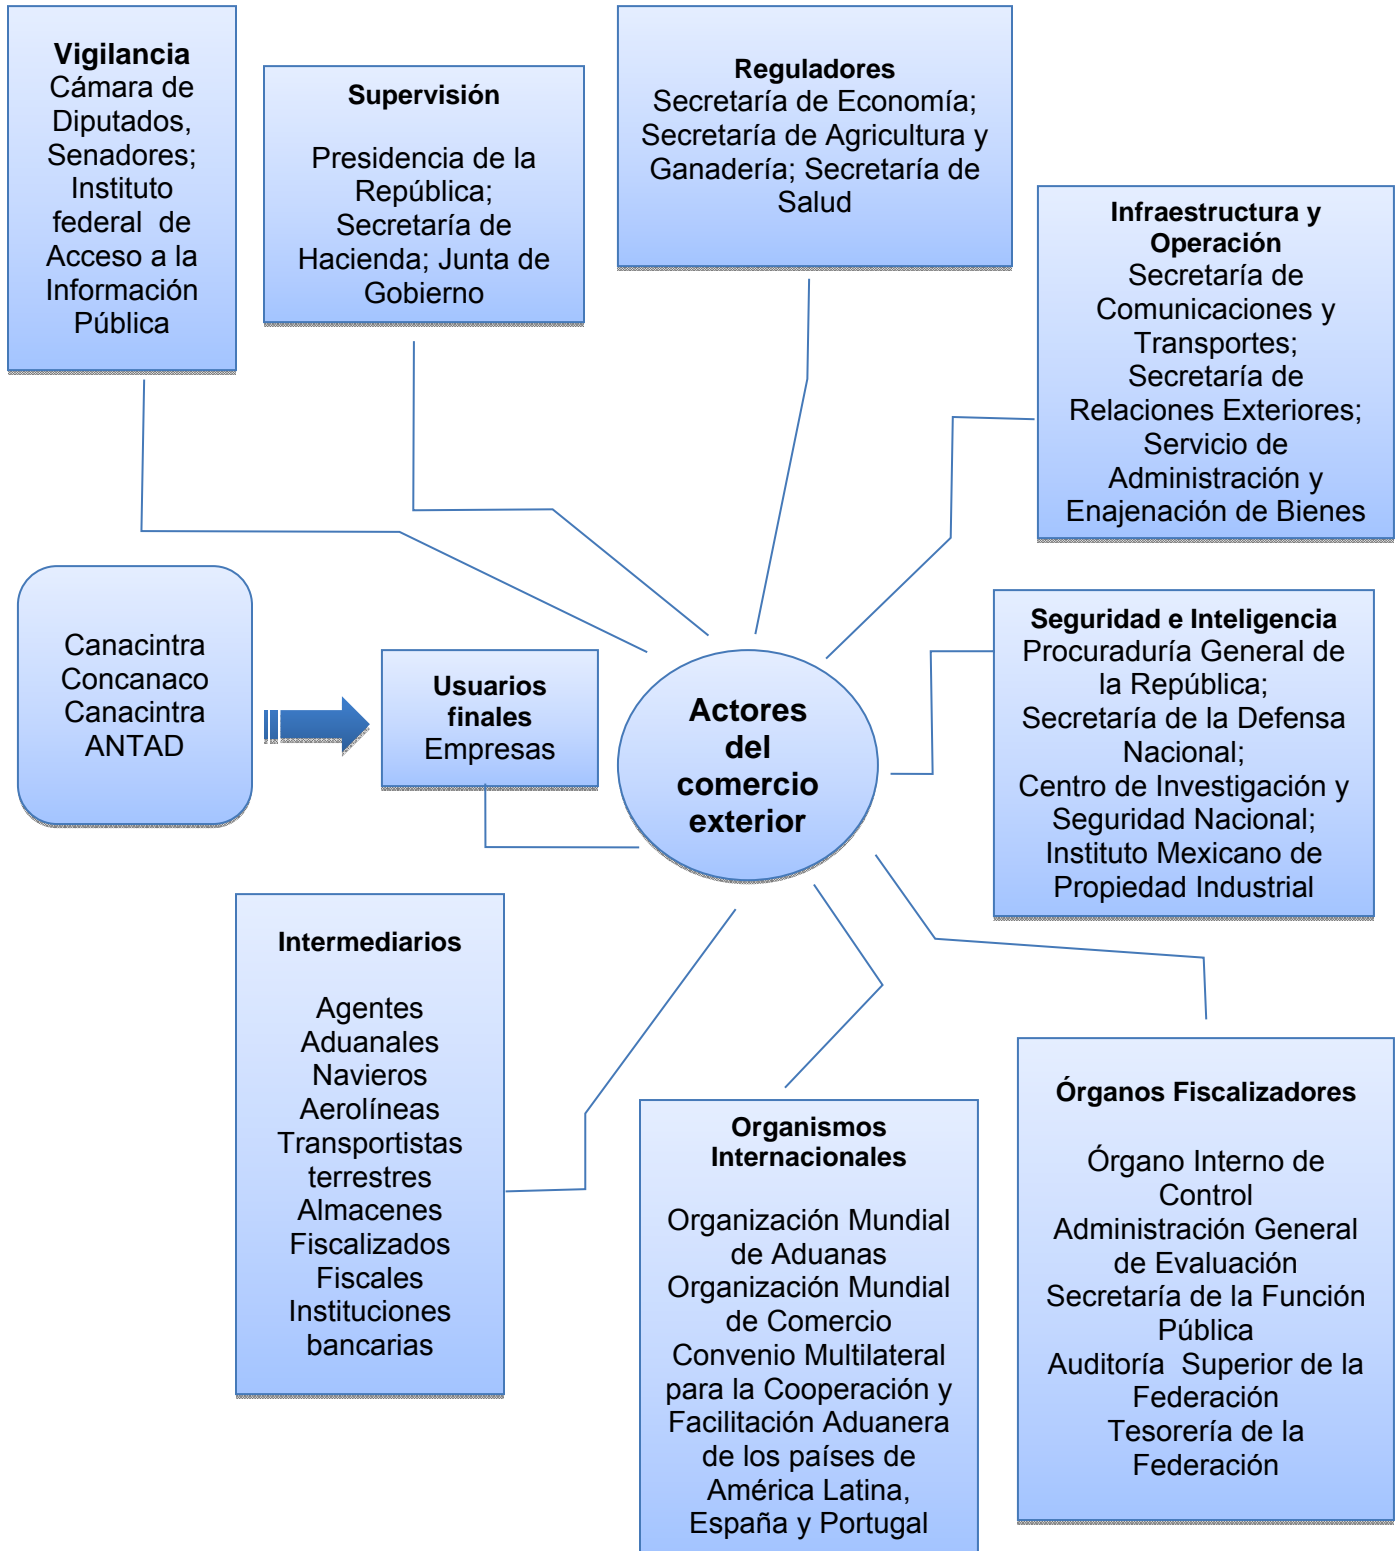 Vigilancia
Cámara de
Diputados,
Senadores;
Instituto
federal  de
Acceso a la
Información
Pública
Supervisión
Presidencia de la
República;
Secretaría de
Hacienda; Junta de
Gobierno
Reguladores
Secretaría de Economía;
Secretaría de Agricultura y
Ganadería; Secretaría de
Salud
Infraestructura y
Operación
Secretaría de
Comunicaciones y
Transportes;
Secretaría de
Relaciones Exteriores;
Servicio de
Administración y
Enajenación de Bienes
Canacintra
Concanaco
Canacintra
ANTAD
Usuarios
finales
Empresas
Actores
del
comercio
exterior
Seguridad e Inteligencia
Procuraduría General de
la República;
Secretaría de la Defensa
Nacional;
Centro de Investigación y
Seguridad Nacional;
Instituto Mexicano de
Propiedad Industrial
Intermediarios
Agentes
Aduanales
Navieros
Aerolíneas
Transportistas
terrestres
Almacenes
Fiscalizados
Fiscales
Instituciones
bancarias
Organismos
Internacionales
Organización Mundial
de Aduanas
Organización Mundial
de Comercio
Convenio Multilateral
para la Cooperación y
Facilitación Aduanera
de los países de
América Latina,
España y Portugal
Órganos Fiscalizadores
Órgano Interno de
Control
Administración General
de Evaluación
Secretaría de la Función
Pública
Auditoría  Superior de la
Federación
Tesorería de la
Federación